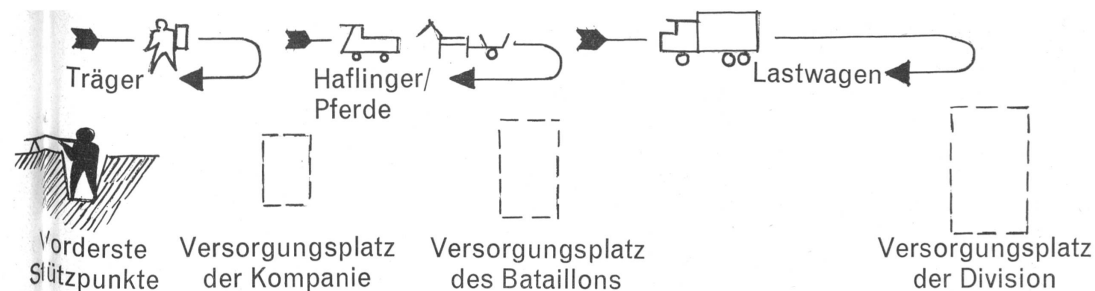 Träger
Haflinger/
Pferde
Lastwagen
Vorderste
Stützpunkte
Versorgungsplatz
der Kompanie
Versorgungsplatz
des Bataillons
Versorgungsplatz
der Division